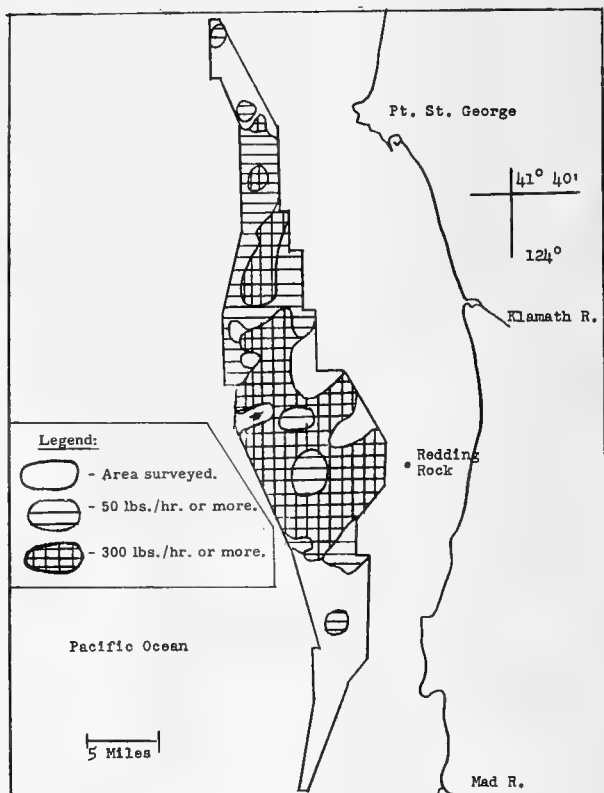 Pt. St. George
41° 40'
124°
Klamath R.
Redding
Rock
Legend:
- Area surveyed.
- 50 lbs./hr. or more.
- 300 lbs./hr. or more.
Pacific Ocean
5 Miles
Mad R.